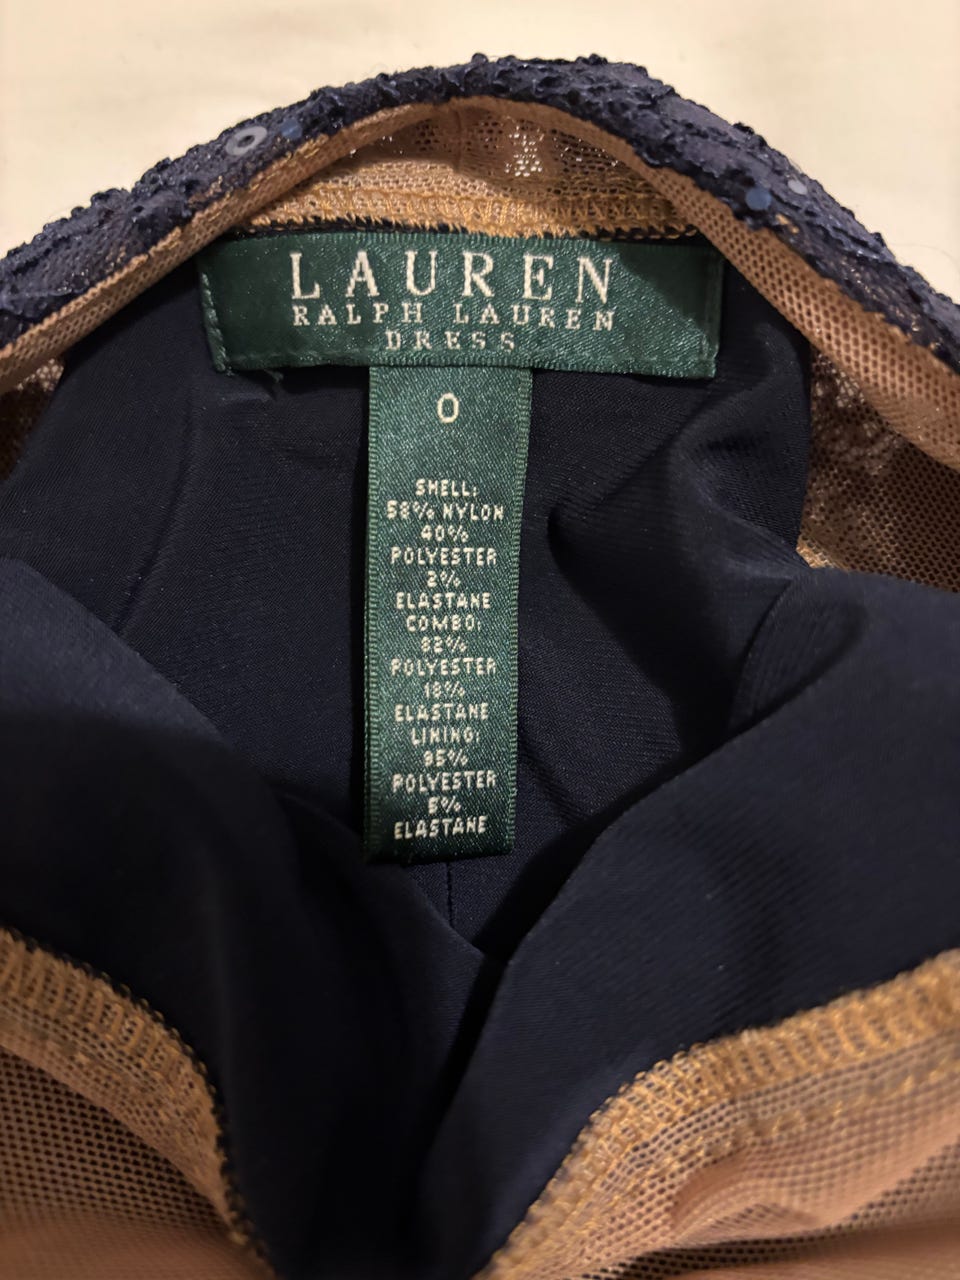 LAUREN
RALPH LAUREN
DRESS
0
SHELL:
58% NYLON
40%
POLYESTER
2%
ELASTANE
COMBO:
82%
POLYESTER
18%
ELASTANE
LINING:
95%
POLYESTER
5%
ELASTANE